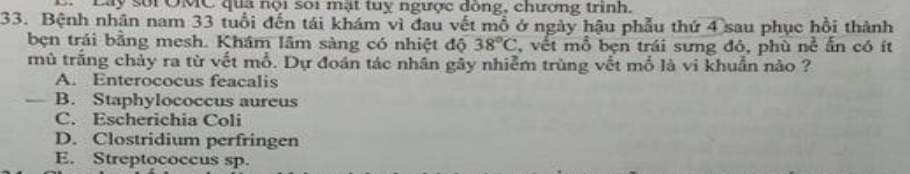 Lấy sỏi OMC qua nội soi mật tuỵ ngược dòng, chương trình.
33. Bệnh nhân nam 33 tuổi đến tái khám vì đau vết mổ ở ngày hậu phẫu thứ 4 sau phục hồi thành
bẹn trái bằng mesh. Khám lâm sàng có nhiệt độ 38°C, vết mổ bẹn trái sưng đỏ, phù nề ấn có ít
mủ trắng chảy ra từ vết mổ. Dự đoán tác nhân gây nhiễm trùng vết mổ là vi khuẩn nào ?
A. Enterococus feacalis
B. Staphylococcus aureus
C. Escherichia Coli
D. Clostridium perfringen
E. Streptococcus sp.